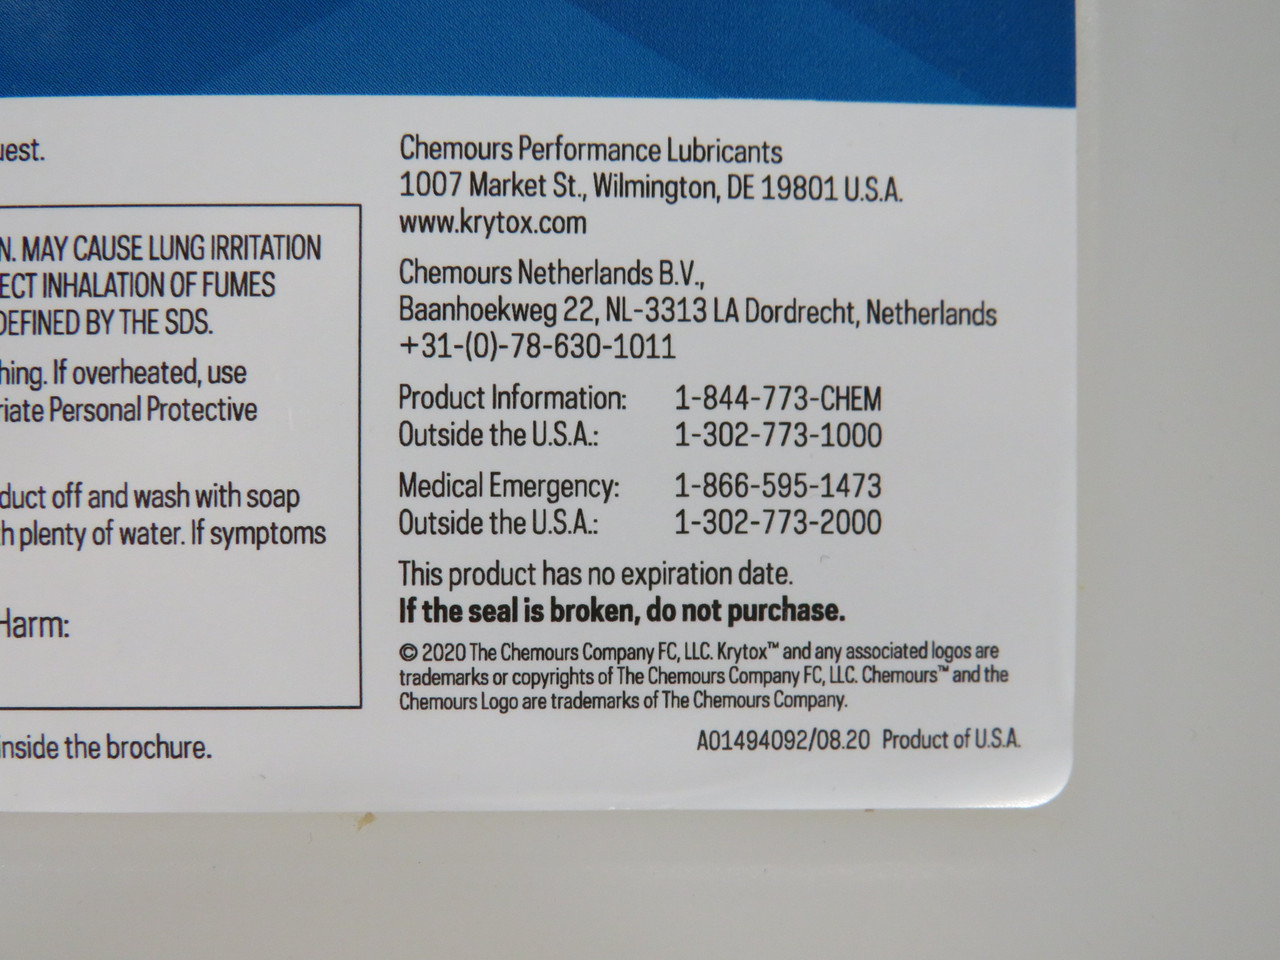 uest.
N. MAY CAUSE LUNG IRRITATION
ECT INHALATION OF FUMES
DEFINED BY THE SDS.
hing. If overheated, use
riate Personal Protective
duct off and wash with soap
h plenty of water. If symptoms
Harm:
inside the brochure.
Chemours Performance Lubricants
1007 Market St., Wilmington, DE 19801 U.S.A.
www.krytox.com
Chemours Netherlands B.V.,
Baanhoekweg 22, NL-3313 LA Dordrecht, Netherlands
+31-(0)-78-630-1011
Product Information: 1-844-773-CHEM
Outside the U.S.A.: 1-302-773-1000
Medical Emergency: 1-866-595-1473
Outside the U.S.A.: 1-302-773-2000
This product has no expiration date.
If the seal is broken, do not purchase.
© 2020 The Chemours Company FC, LLC. Krytox™ and any associated logos are
trademarks or copyrights of The Chemours Company FC, LLC. Chemours™ and the
Chemours Logo are trademarks of The Chemours Company.
A01494092/08.20 Product of U.S.A.